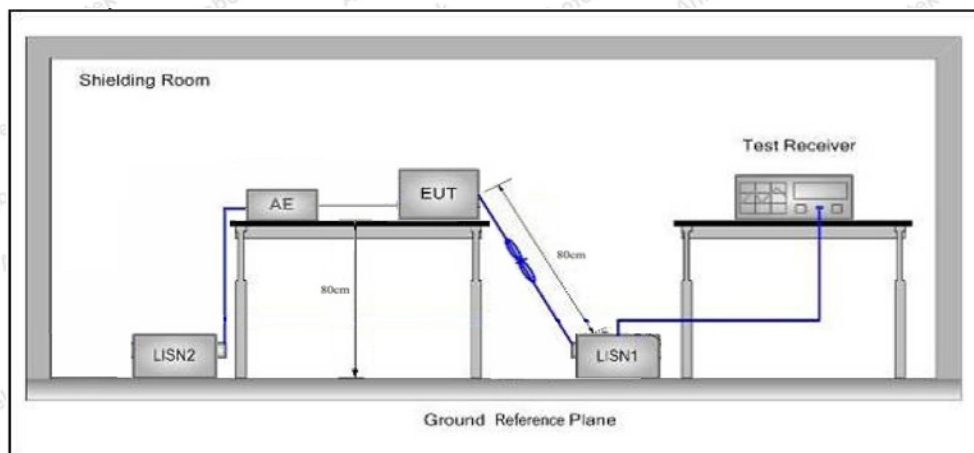 Shielding Room
Test Receiver
AE
EUT
80cm
80cm
LISN2
LISN1
Ground Reference Plane